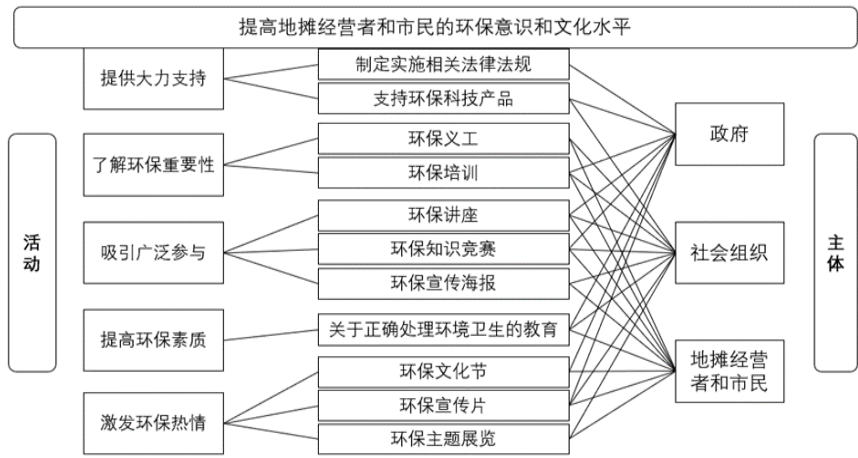 提高地摊经营者和市民的环保意识和文化水平
活动
提供大力支持
了解环保重要性
吸引广泛参与
提高环保素质
激发环保热情
制定实施相关法律法规
支持环保科技产品
环保义工
环保培训
环保讲座
环保知识竞赛
环保宣传海报
关于正确处理环境卫生的教育
环保文化节
环保宣传片
环保主题展览
政府
社会组织
地摊经营
者和市民
主体